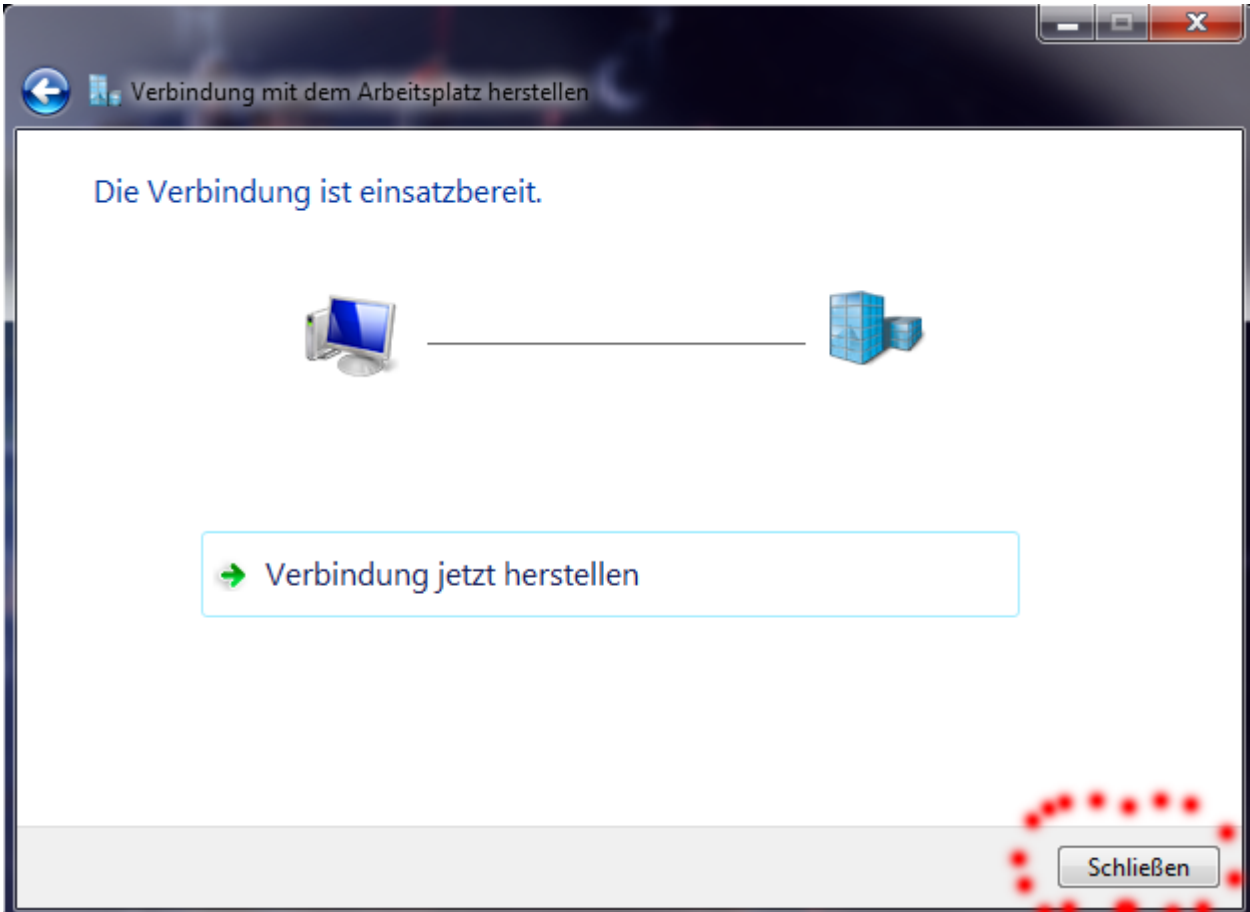 Verbindung mit dem Arbeitsplatz herstellen
Die Verbindung ist einsatzbereit.
Verbindung jetzt herstellen
Schließen